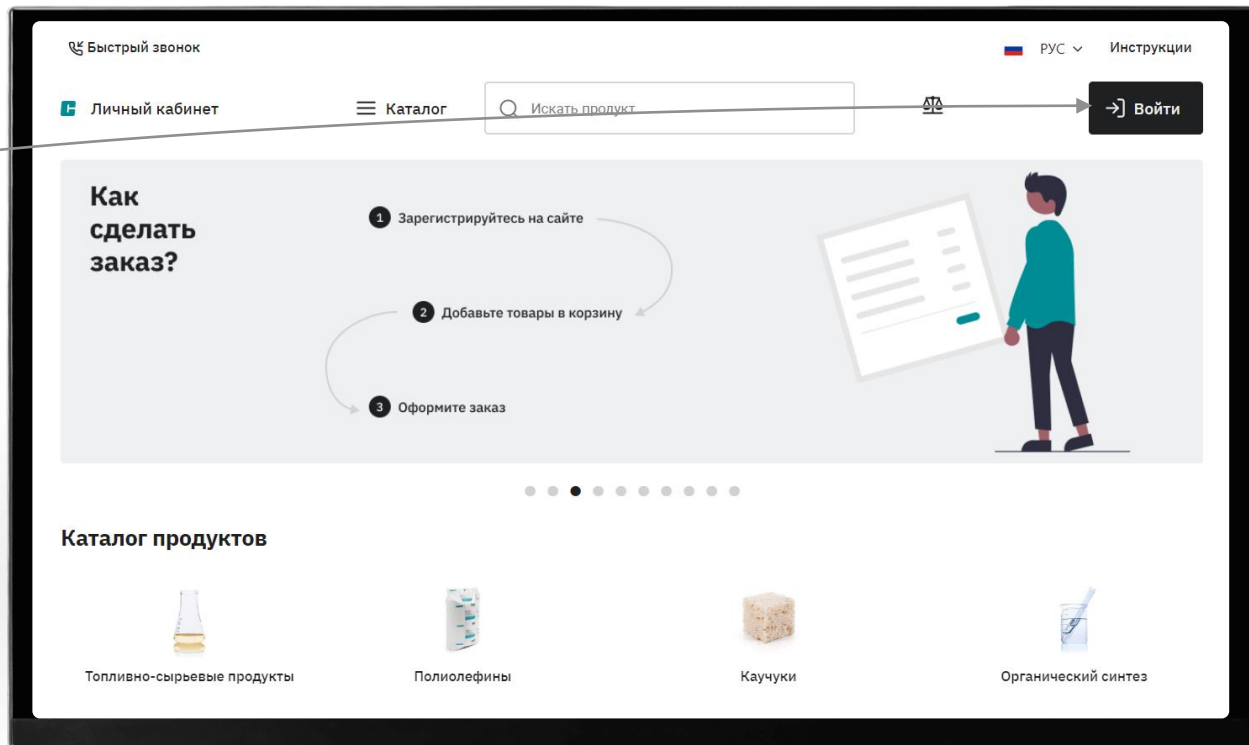 Быстрый звонок
РУС
Инструкции
Личный кабинет
Каталог
Искать продукт
Войти
Как
сделать
заказ?
1 Зарегистрируйтесь на сайте
2 Добавьте товары в корзину
3 Оформите заказ
Каталог продуктов
Топливно-сырьевые продукты
Полиолефины
Каучуки
Органический синтез